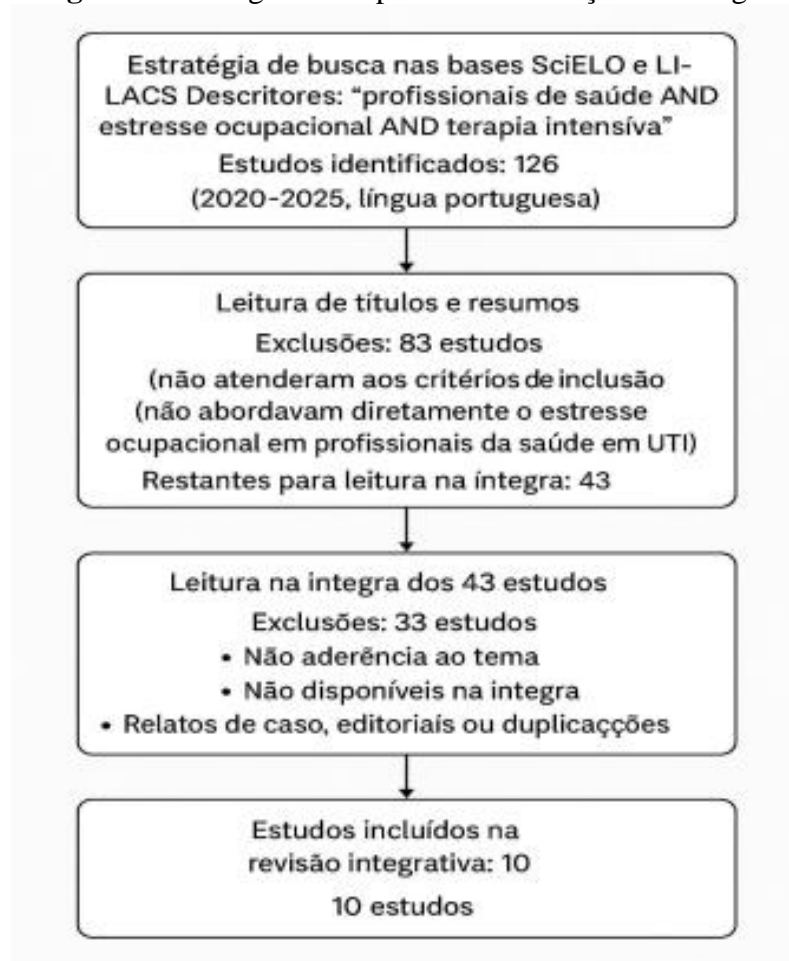 Estratégia de busca nas bases SciELO e LI-
LACS Descritores: “profissionais de saúde AND
estresse ocupacional AND terapia intensíva”
Estudos identificados: 126
(2020-2025, língua portuguesa)
Leitura de títulos e resumos
Exclusões: 83 estudos
(não atenderam aos critérios de inclusão
(não abordavam diretamente o estresse
ocupacional em profissionais da saúde em UTI)
Restantes para leitura na íntegra: 43
Leitura na integra dos 43 estudos
Exclusões: 33 estudos
• Não aderência ao tema
• Não disponíveis na integra
• Relatos de caso, editoriaís ou duplicaçções
Estudos incluídos na
revisão integrativa: 10
10 estudos